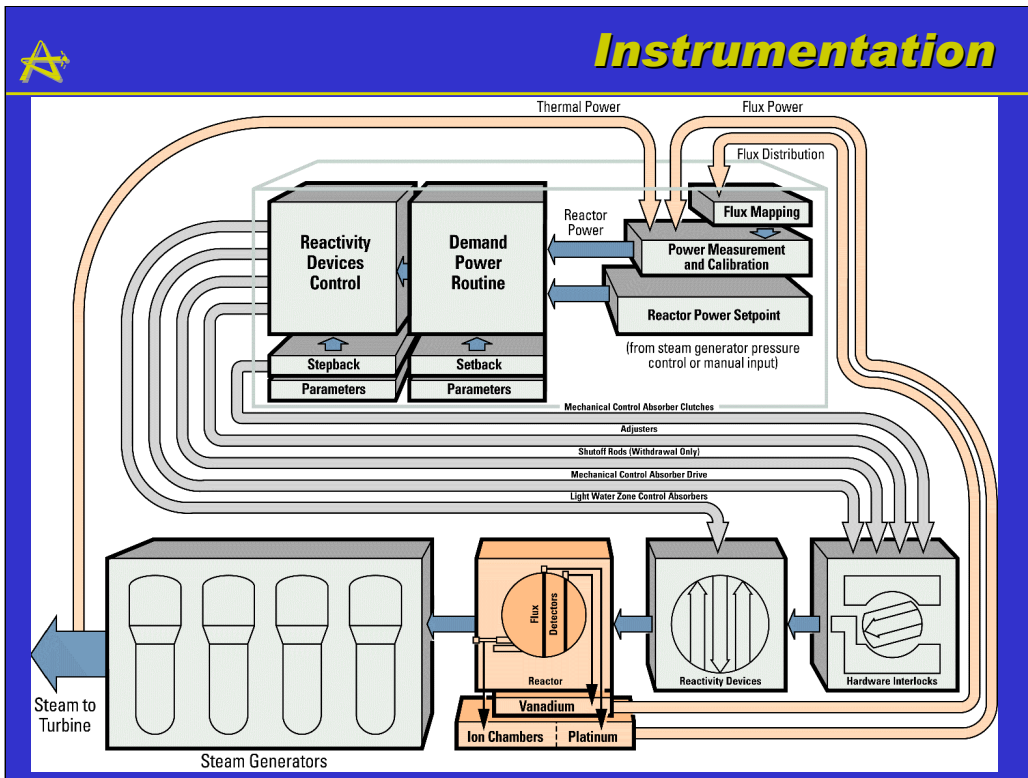 Instrumentation
Thermal Power
Flux Power
Flux Distribution
Flux Mapping
Reactivity
Devices
Control
Demand
Power
Routine
Reactor
Power
Power Measurement
and Calibration
Reactor Power Setpoint
(from steam generator pressure
control or manual input)
Stepback
Setback
Parameters
Parameters
Mechanical Control Absorber Clutches
Adjusters
Shutoff Rods (Withdrawal Only)
Mechanical Control Absorber Drive
Light Water Zone Control Absorbers
Flux
Detectors
Reactor
Reactivity Devices
Hardware Interlocks
Vanadium
Ion Chambers
Platinum
Steam to
Turbine
Steam Generators